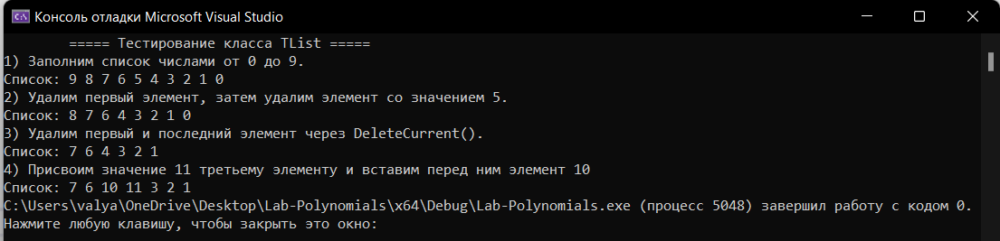 Консоль отладки Microsoft Visual Studio
===== Тестирование класса TList =====
1) Заполним список числами от 0 до 9.
Список: 9 8 7 6 5 4 3 2 1 0
2) Удалим первый элемент, затем удалим элемент со значением 5.
Список: 8 7 6 4 3 2 1 0
3) Удалим первый и последний элемент через DeleteCurrent().
Список: 7 6 4 3 2 1
4) Присвоим значение 11 третьему элементу и вставим перед ним элемент 10
Список: 7 6 10 11 3 2 1
C:\Users\valya\OneDrive\Desktop\Lab-Polynomials\x64\Debug\Lab-Polynomials.exe (процесс 5048) завершил работу с кодом 0.
Нажмите любую клавишу, чтобы закрыть это окно: